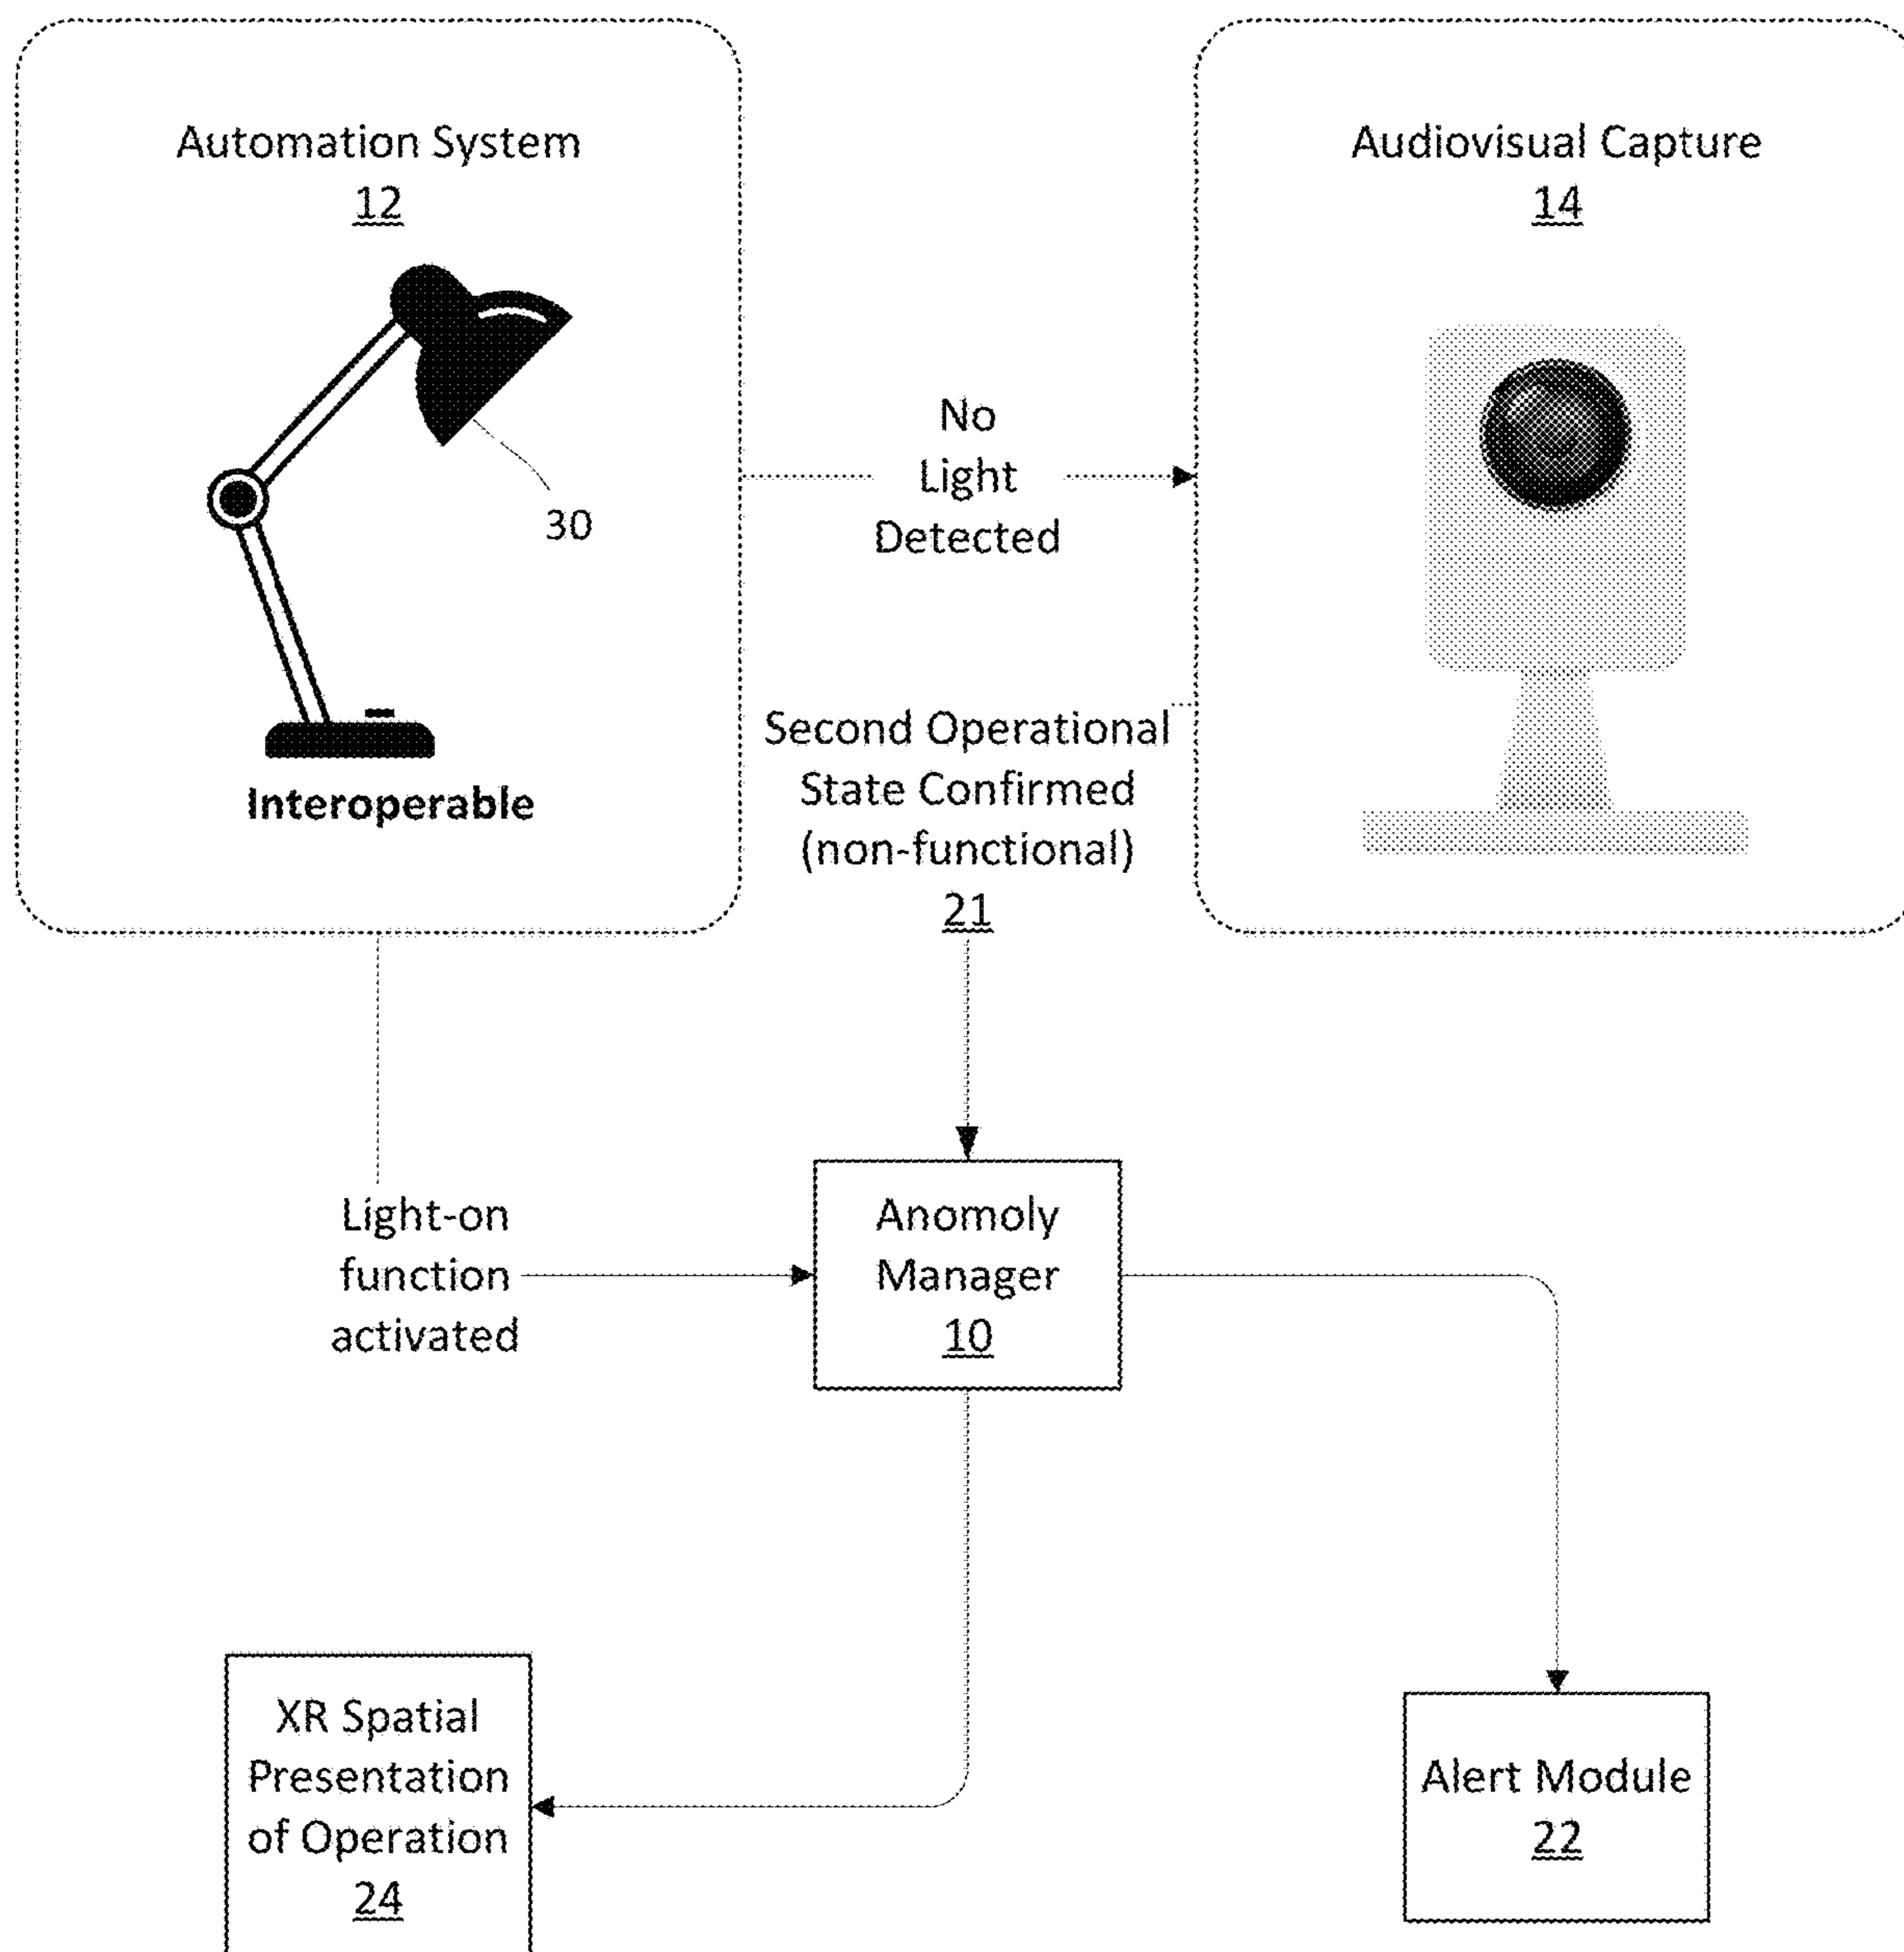 Automation System
12
30
Interoperable
No
Light
Detected
Audiovisual Capture
14
Second Operational
State Confirmed
(non-functional)
21
Light-on
function
activated
Anomoly
Manager
10
XR Spatial
Presentation
of Operation
24
Alert Module
22